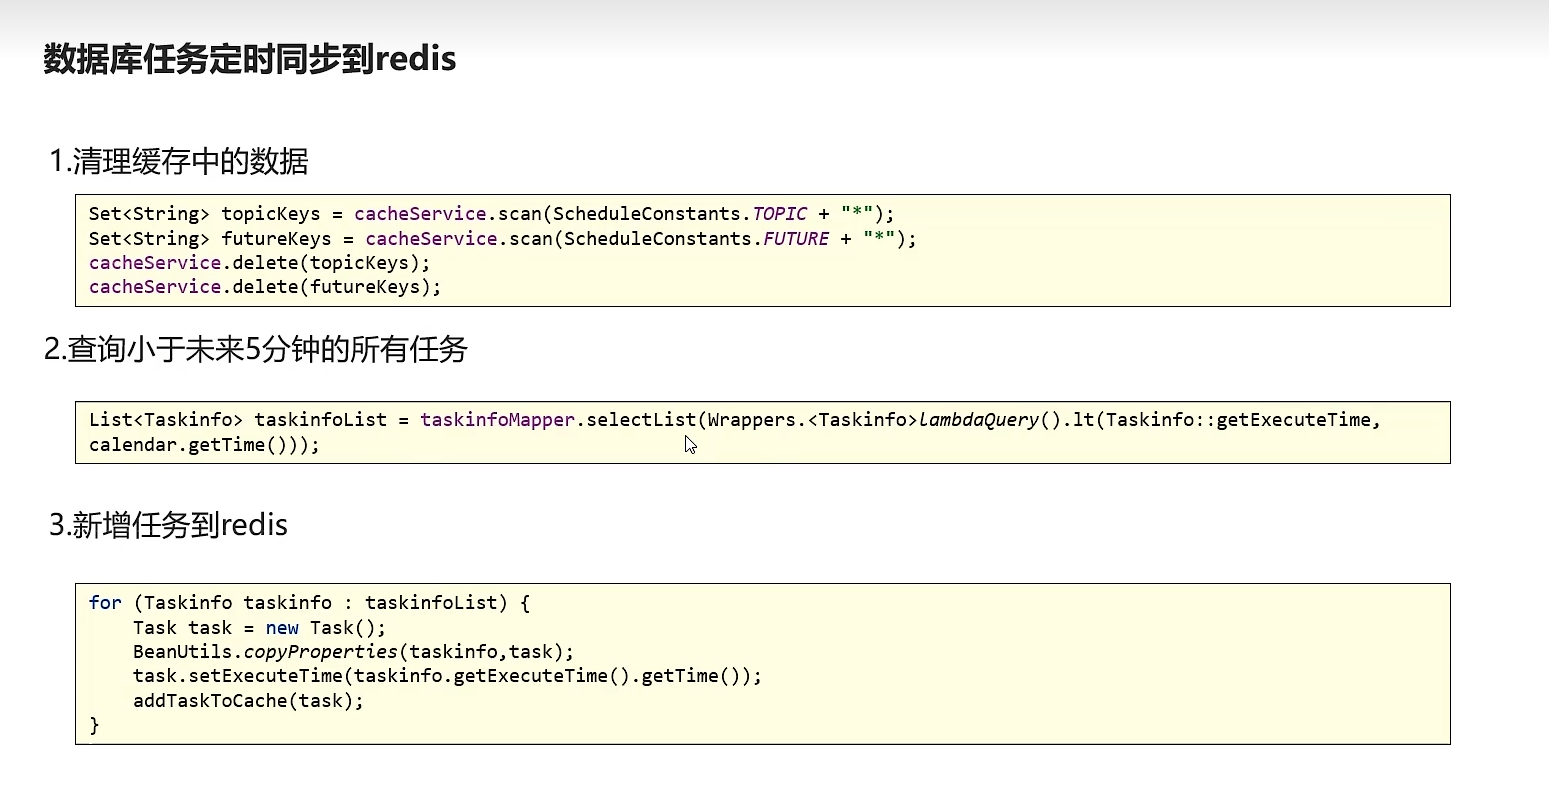 数据库任务定时同步到redis
1.清理缓存中的数据
Set<String> topicKeys = cacheService.scan(ScheduleConstants.TOPIC + "*");
Set<String> futureKeys = cacheService.scan(ScheduleConstants.FUTURE + "*");
cacheService.delete(topicKeys);
cacheService.delete(futureKeys);
2.查询小于未来5分钟的所有任务
List<Taskinfo> taskinfoList = taskinfoMapper.selectList(Wrappers.<Taskinfo>lambdaQuery().lt(Taskinfo::getExecuteTime,
calendar.getTime()));
3.新增任务到redis
for (Taskinfo taskinfo : taskinfoList) {
    Task task = new Task();
    BeanUtils.copyProperties(taskinfo,task);
    task.setExecuteTime(taskinfo.getExecuteTime().getTime());
    addTaskToCache(task);
}